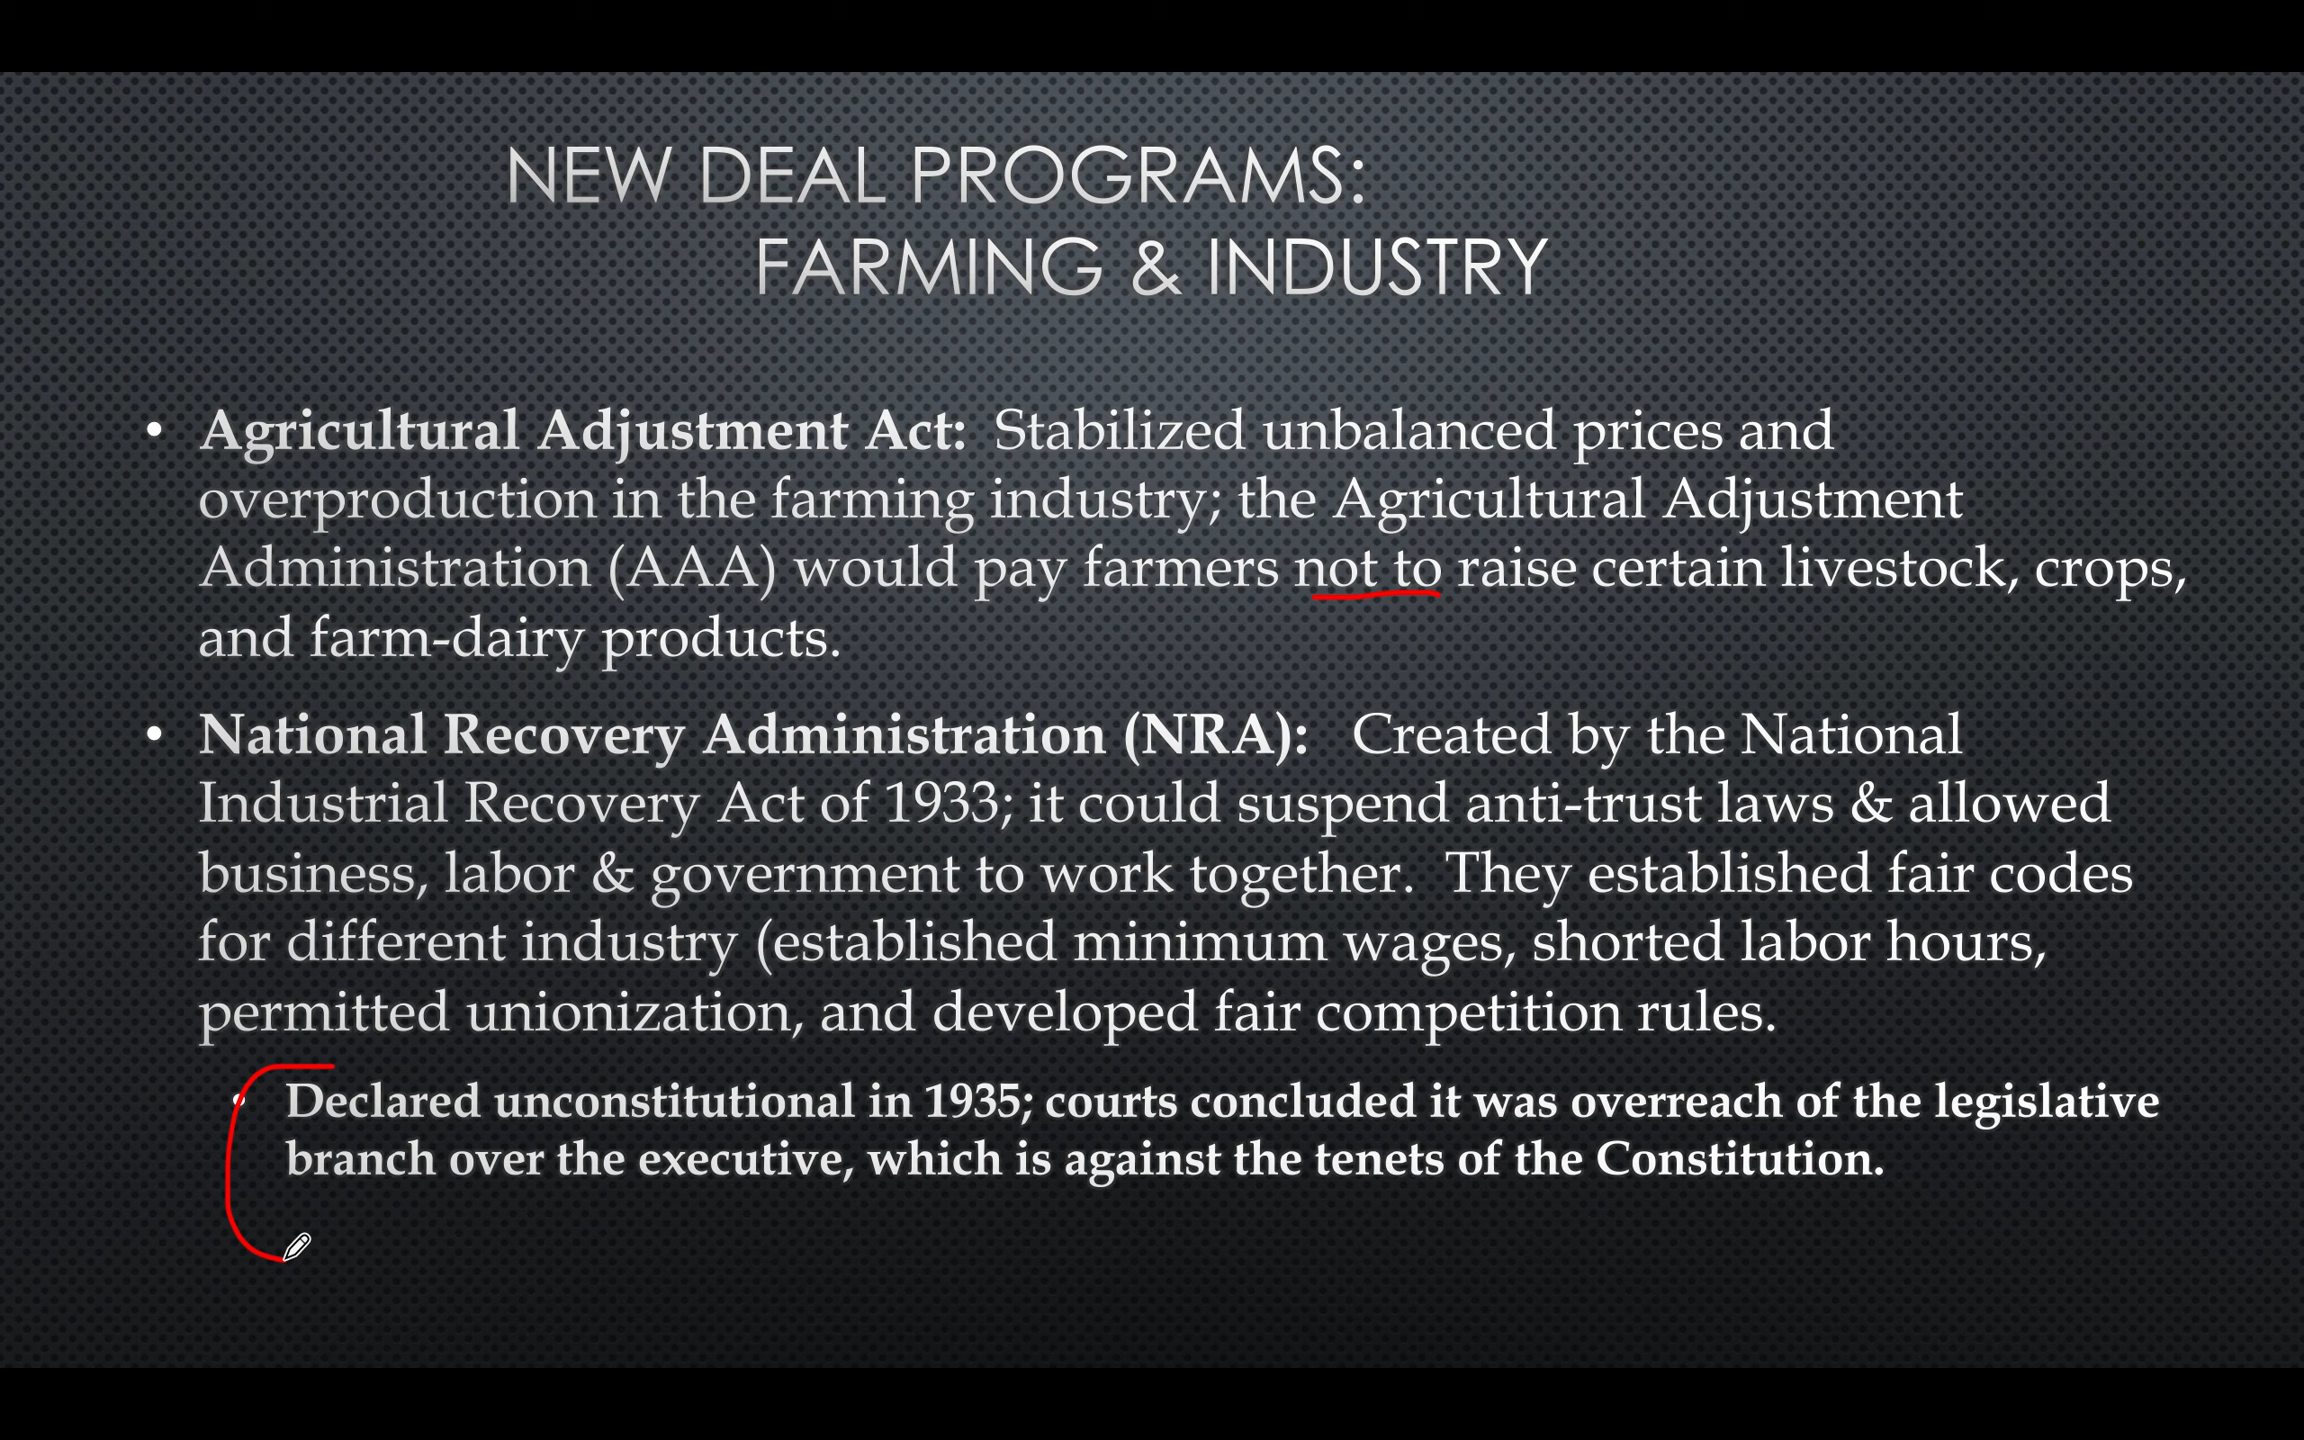 NEW DEAL PROGRAMS:
FARMING & INDUSTRY
• Agricultural Adjustment Act: Stabilized unbalanced prices and
overproduction in the farming industry; the Agricultural Adjustment
Administration (AAA) would pay farmers not to raise certain livestock, crops,
and farm-dairy products.
• National Recovery Administration (NRA): Created by the National
Industrial Recovery Act of 1933; it could suspend anti-trust laws & allowed
business, labor & government to work together. They established fair codes
for different industry (established minimum wages, shorted labor hours,
permitted unionization, and developed fair competition rules.
• Declared unconstitutional in 1935; courts concluded it was overreach of the legislative
branch over the executive, which is against the tenets of the Constitution.